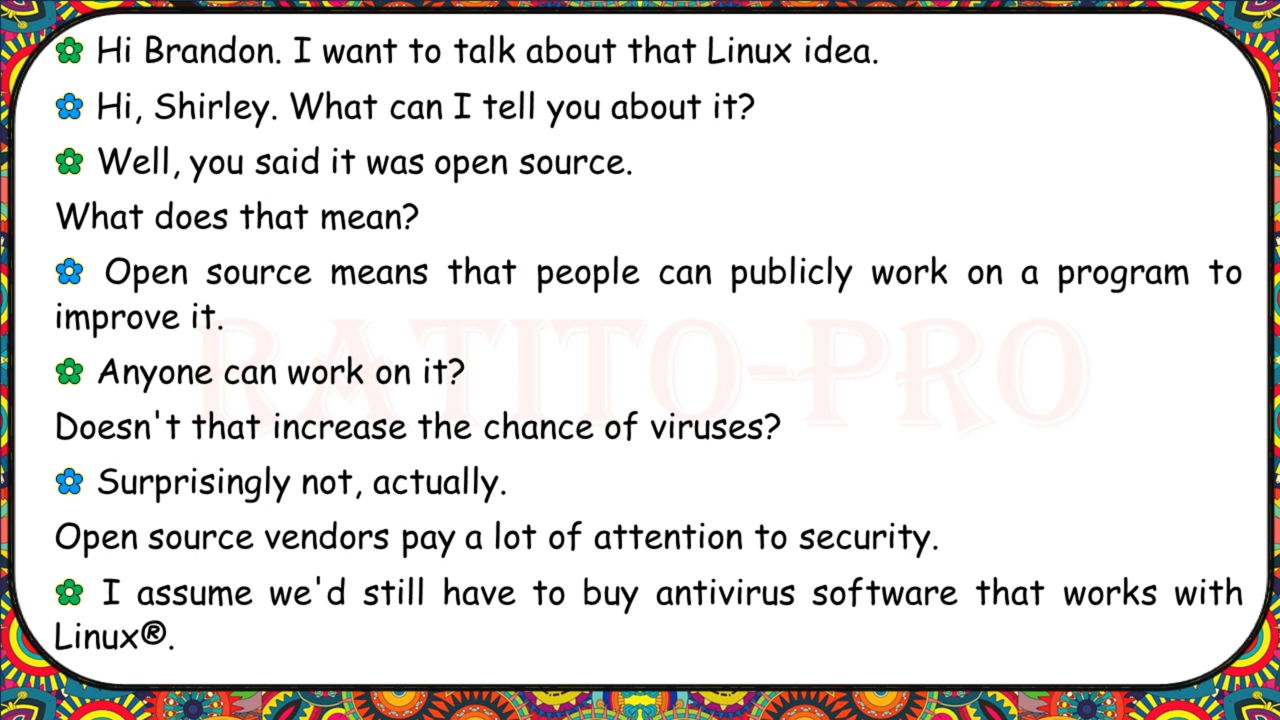 Hi Brandon. I want to talk about that Linux idea.
Hi, Shirley. What can I tell you about it?
Well, you said it was open source.
What does that mean?
Open source means that people can publicly work on a program to
improve it.
RATITO-PRO
Anyone can work on it?
Doesn't that increase the chance of viruses?
Surprisingly not, actually.
Open source vendors pay a lot of attention to security.
I assume we'd still have to buy antivirus software that works with
Linux®.